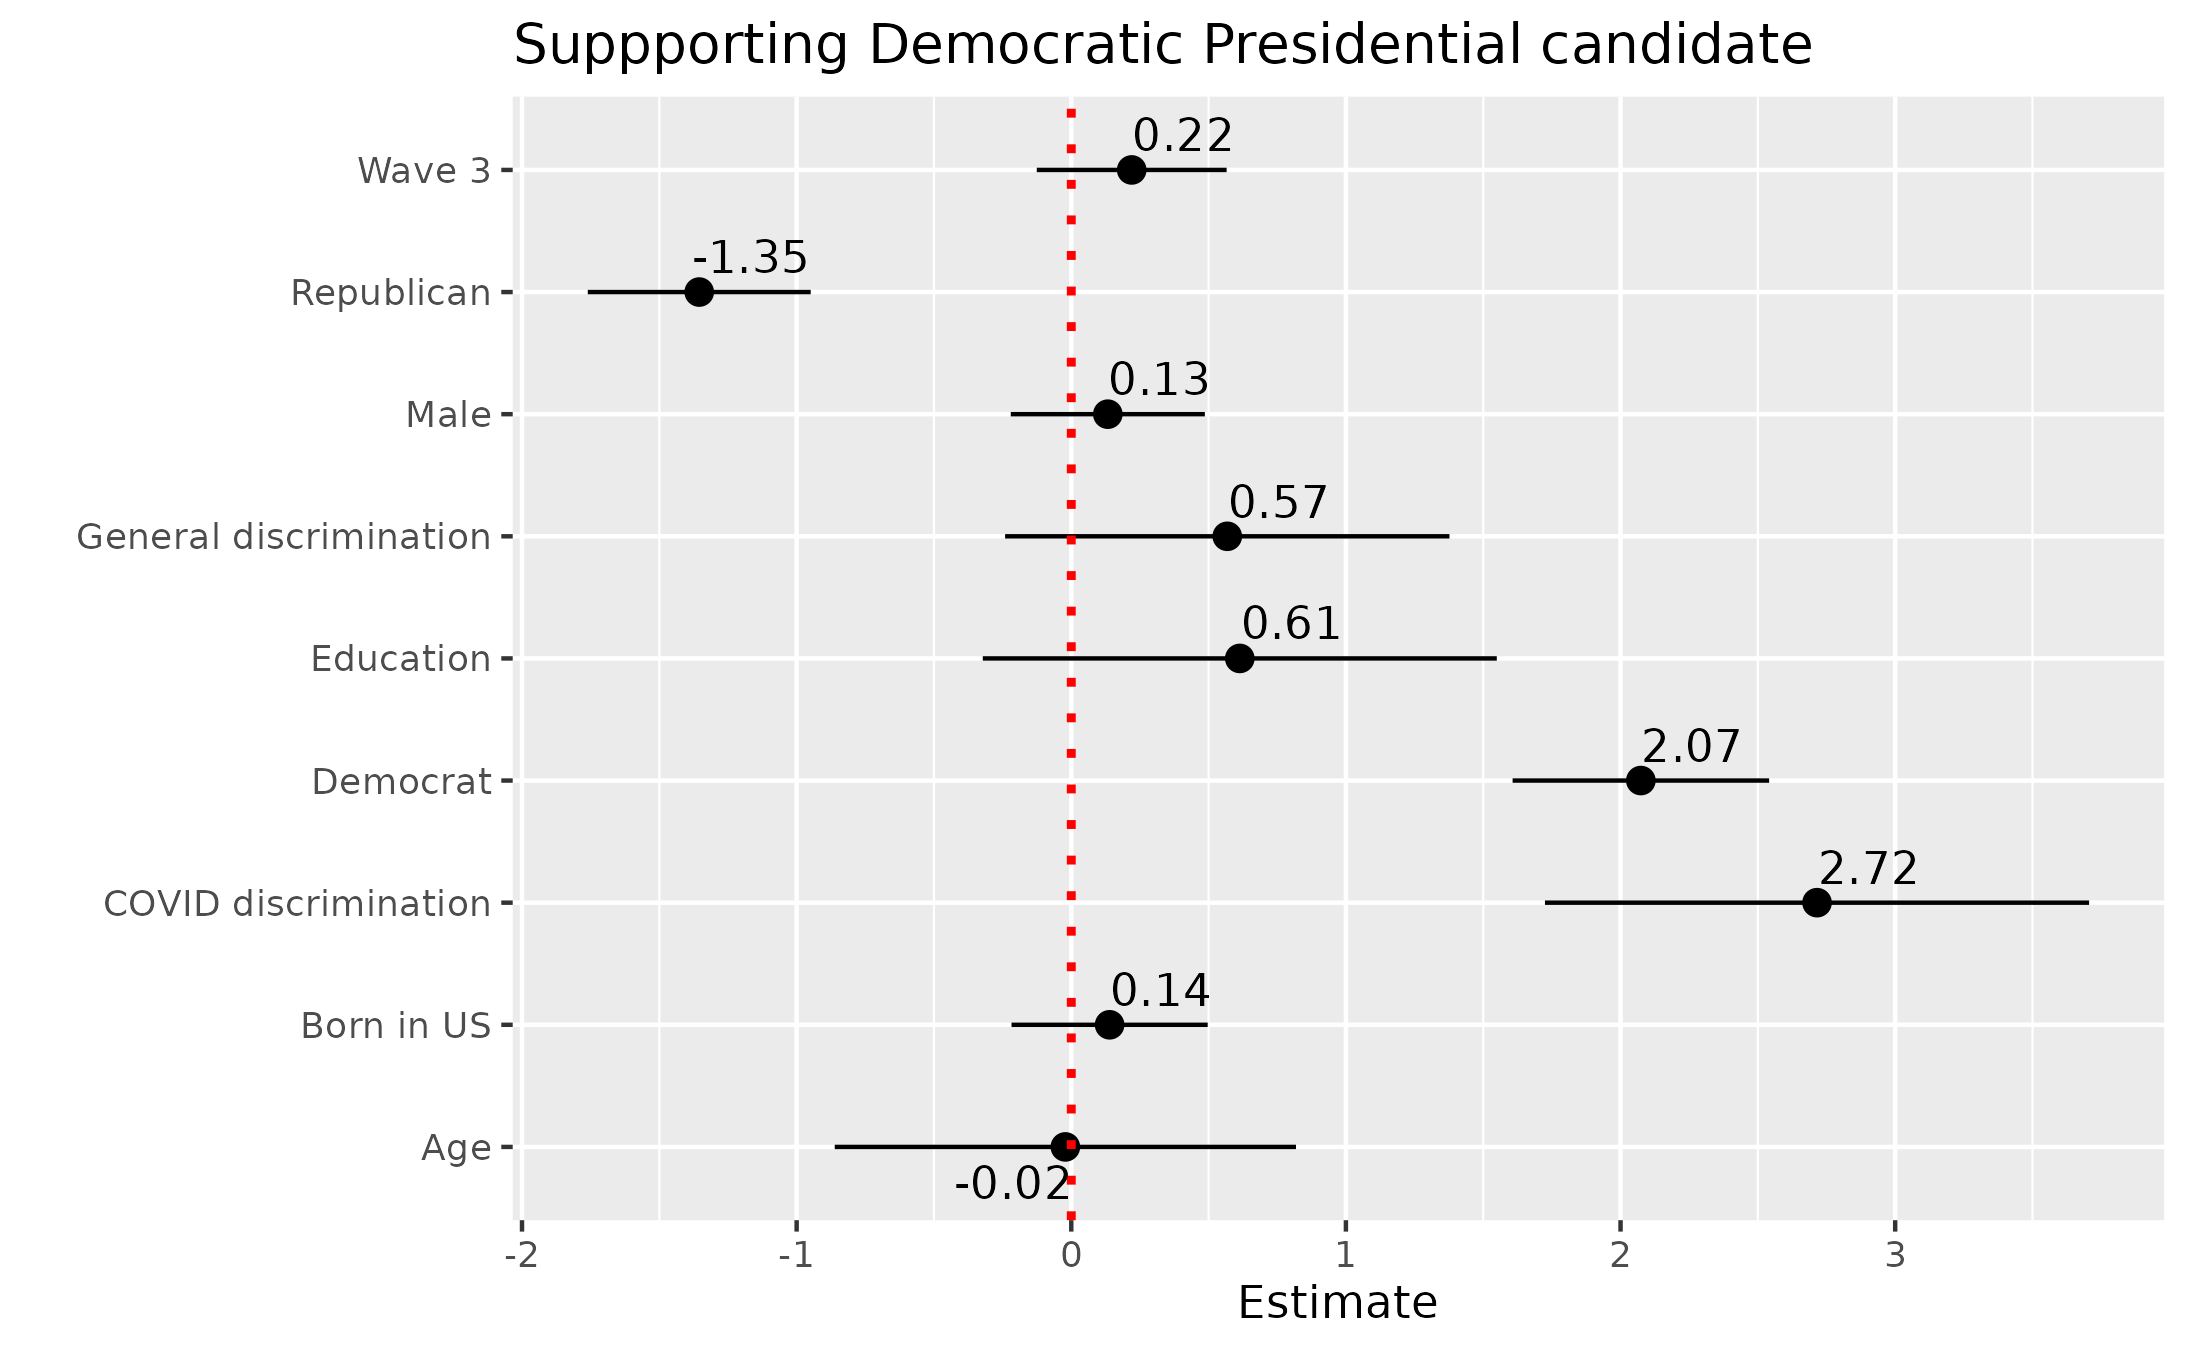 Suppporting Democratic Presidential candidate
Wave 3
0.22
Republican
-1.35
Male
0.13
General discrimination
0.57
Education
0.61
Democrat
2.07
COVID discrimination
2.72
Born in US
0.14
Age
-0.02
-2 -1 0 1 2 3
Estimate